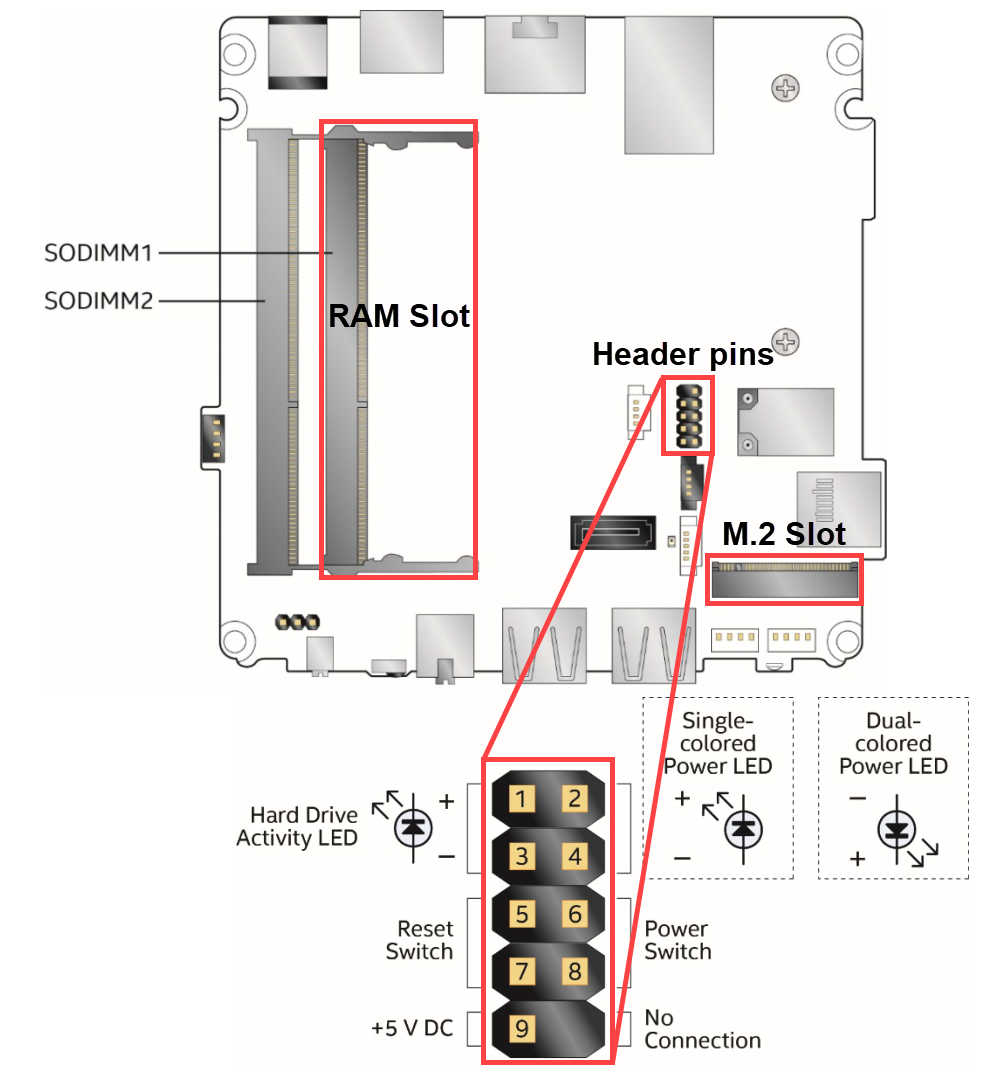 SODIMM1
SODIMM2
RAM Slot
Header pins
M.2 Slot
Single-
colored
Power LED
+
−
Dual-
colored
Power LED
−
+
Hard Drive
Activity LED
+
−
1
2
3
4
5
6
7
8
9
Reset
Switch
Power
Switch
+5 V DC
No
Connection